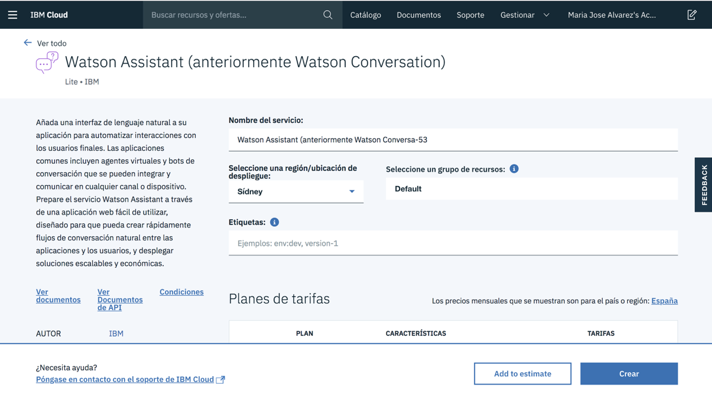 IBM Cloud
Buscar recursos y ofertas...
Catálogo
Documentos
Soporte
Gestionar
Maria Jose Alvarez's Ac...
Ver todo
Watson Assistant (anteriormente Watson Conversation)
Lite • IBM
Añada una interfaz de lenguaje natural a su
aplicación para automatizar interacciones con
los usuarios finales. Las aplicaciones
comunes incluyen agentes virtuales y bots de
conversación que se pueden integrar y
comunicar en cualquier canal o dispositivo.
Prepare el servicio Watson Assistant a través
de una aplicación web fácil de utilizar,
diseñado para que pueda crear rápidamente
flujos de conversación natural entre las
aplicaciones y los usuarios, y desplegar
soluciones escalables y económicas.
Ver
documentos
Ver
Documentos
de API
Condiciones
AUTOR
IBM
Nombre del servicio:
Watson Assistant (anteriormente Watson Conversa-53
Seleccione una región/ubicación de
despliegue:
Sídney
Seleccione un grupo de recursos:
Default
Etiquetas:
Ejemplos: env:dev, version-1
Planes de tarifas
Los precios mensuales que se muestran son para el país o región: España
PLAN
CARACTERÍSTICAS
TARIFAS
FEEDBACK
¿Necesita ayuda?
Póngase en contacto con el soporte de IBM Cloud
Add to estimate
Crear